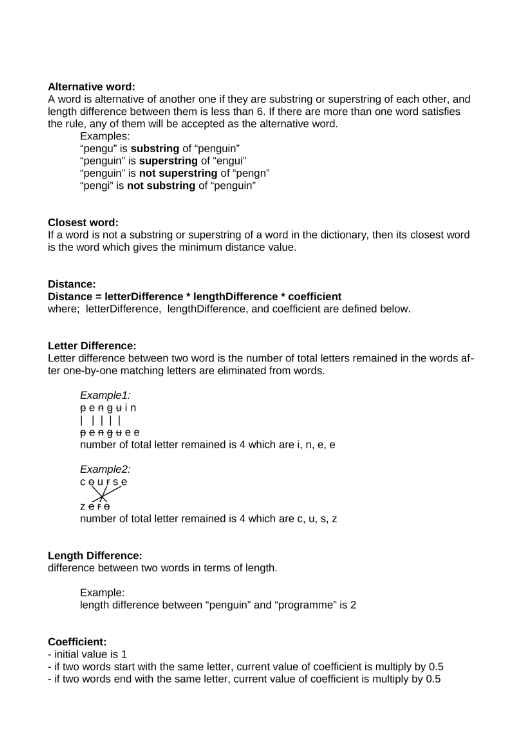 Alternative word:
A word is alternative of another one if they are substring or superstring of each other, and
length difference between them is less than 6. If there are more than one word satisfies
the rule, any of them will be accepted as the alternative word.
Examples:
“pengu” is substring of “penguin”
“penguin” is superstring of “engui”
“penguin” is not superstring of “pengn”
“pengi” is not substring of “penguin”
Closest word:
If a word is not a substring or superstring of a word in the dictionary, then its closest word
is the word which gives the minimum distance value.
Distance:
Distance = letterDifference * lengthDifference * coefficient
where; letterDifference, lengthDifference, and coefficient are defined below.
Letter Difference:
Letter difference between two word is the number of total letters remained in the words af-
ter one-by-one matching letters are eliminated from words.
Example1:
p e n g u i n
| | | | |
p e n g u e e
number of total letter remained is 4 which are i, n, e, e
Example2:
c o u r s e
z e r o
number of total letter remained is 4 which are c, u, s, z
Length Difference:
difference between two words in terms of length.
Example:
length difference between “penguin” and “programme” is 2
Coefficient:
- initial value is 1
- if two words start with the same letter, current value of coefficient is multiply by 0.5
- if two words end with the same letter, current value of coefficient is multiply by 0.5